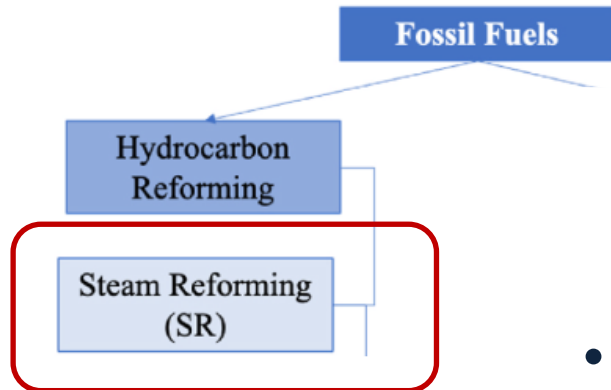 Fossil Fuels
Hydrocarbon
Reforming
Steam Reforming
(SR)